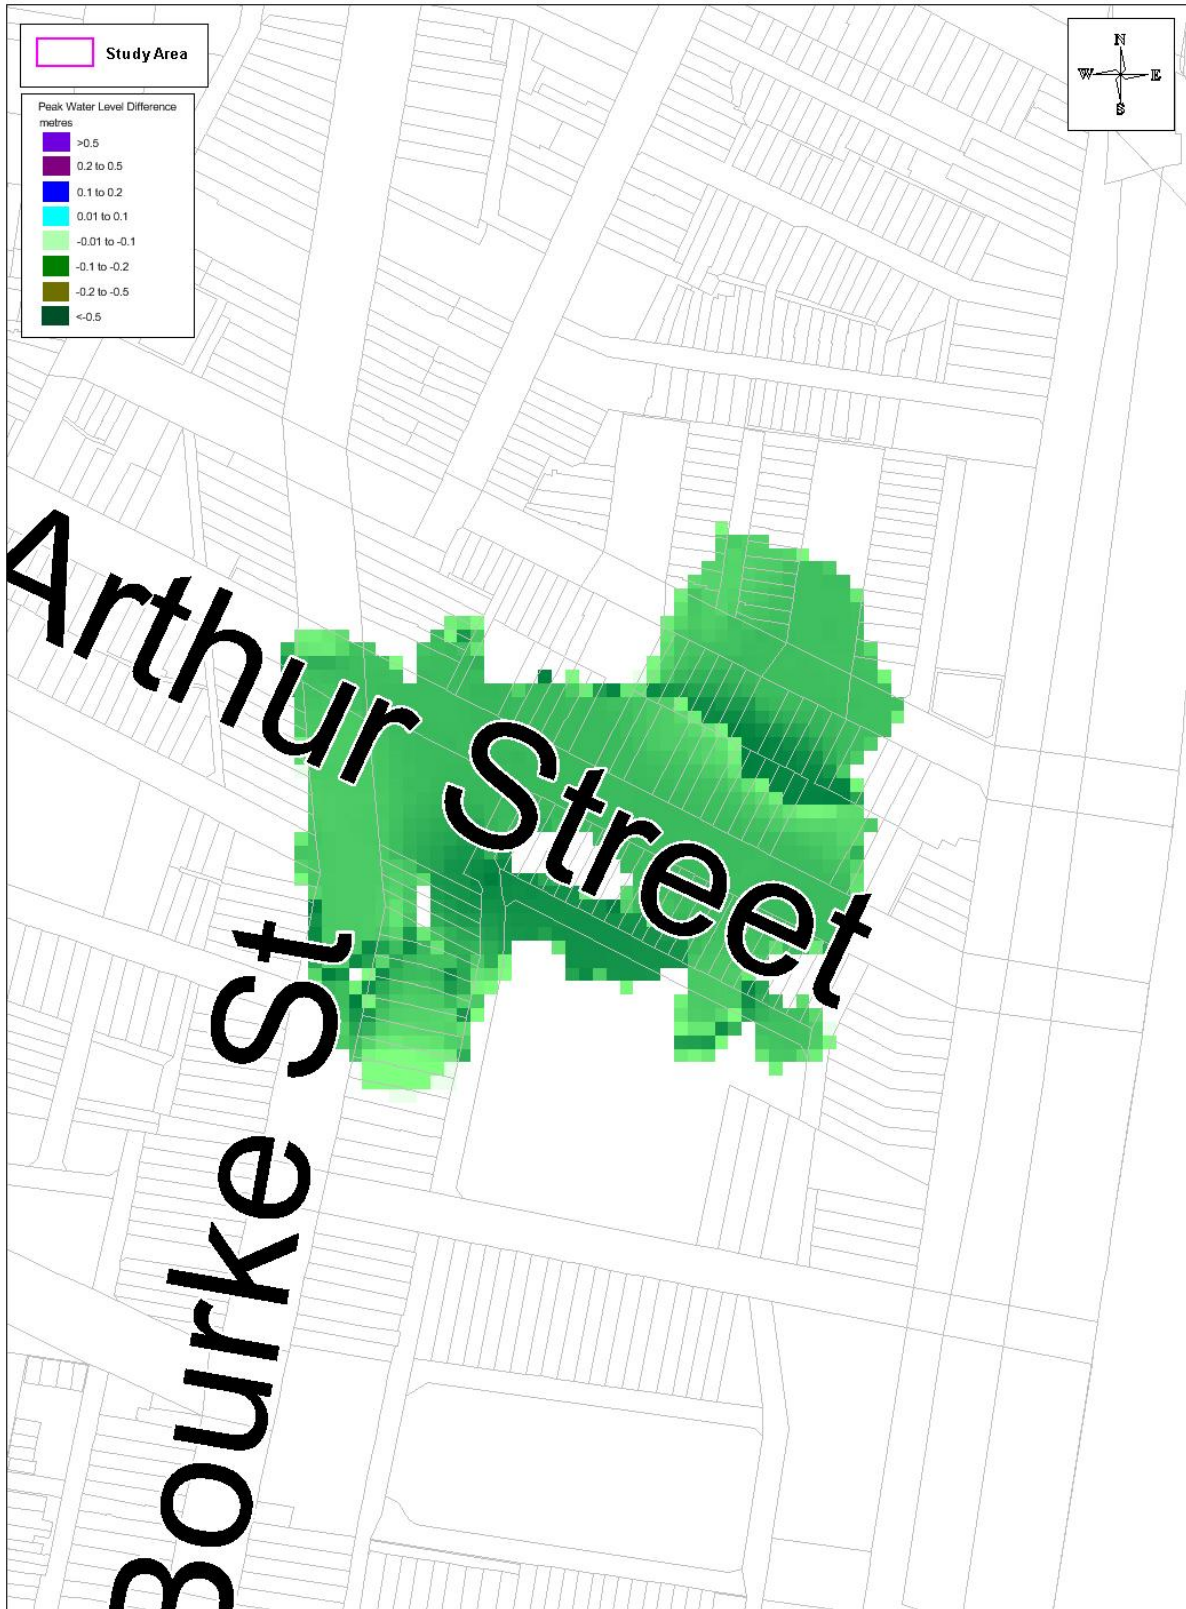 Study Area
Peak Water Level Difference
metres
>0.5
0.2 to 0.5
0.1 to 0.2
0.01 to 0.1
-0.01 to -0.1
-0.1 to -0.2
-0.2 to -0.5
<-0.5
N
W E
S
Arthur Street
Bourke St